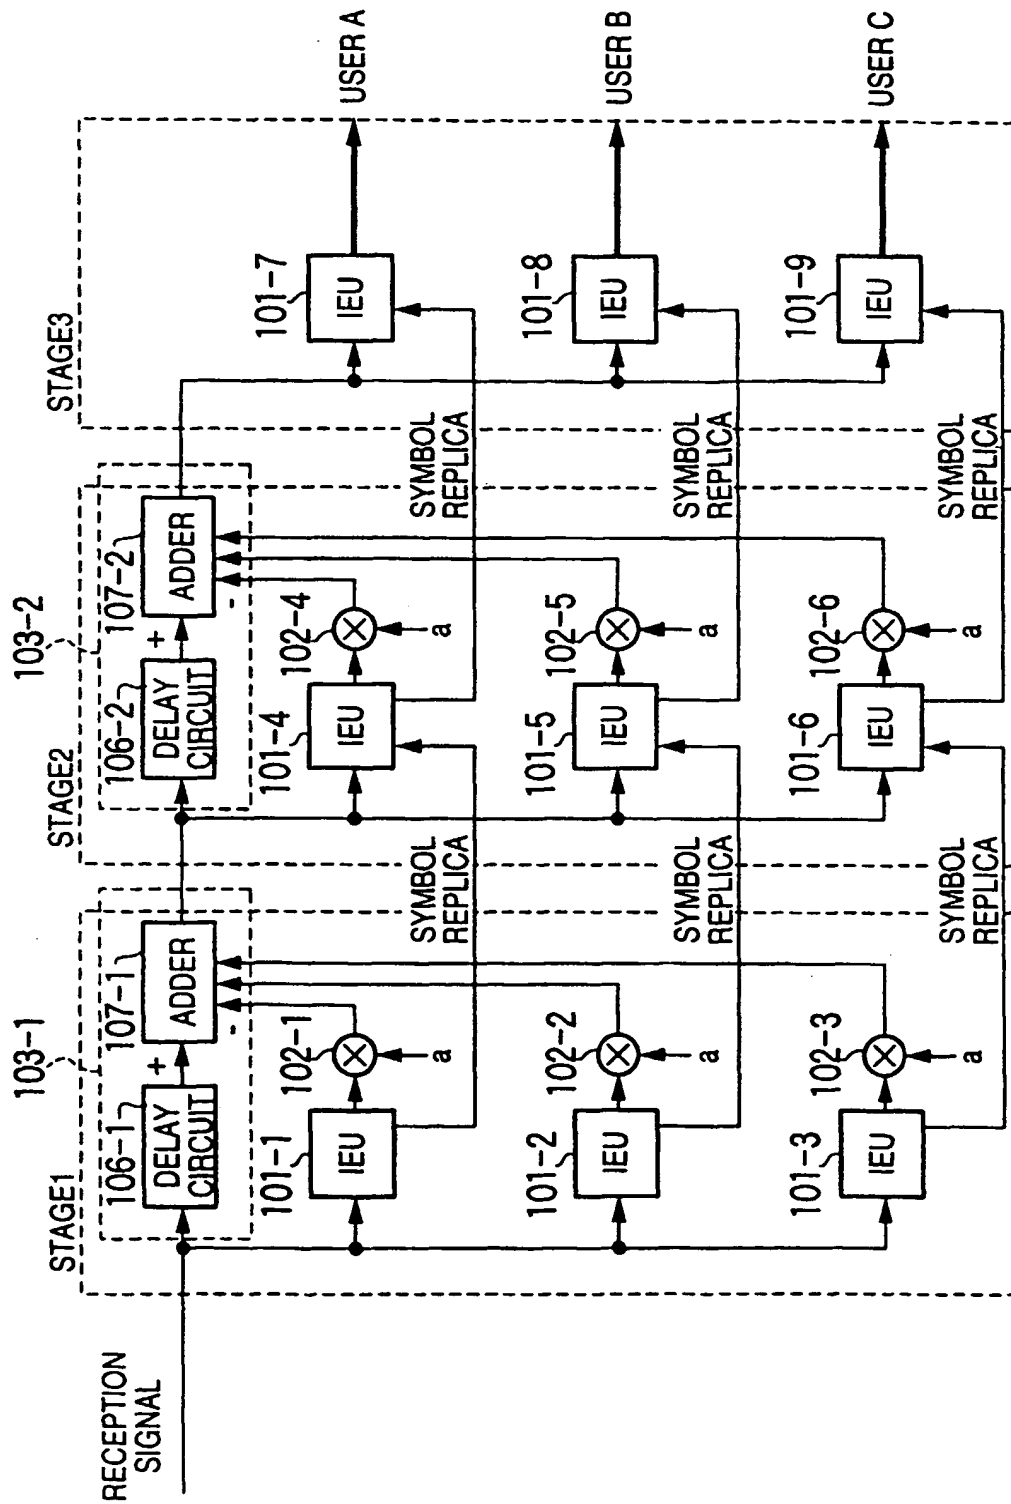 STAGE1
103-1
106-1
DELAY
CIRCUIT
+
107-1
ADDER
-
RECEPTION
SIGNAL
101-1
IEU
102-1
a
SYMBOL
REPLICA
101-2
IEU
102-2
a
SYMBOL
REPLICA
101-3
IEU
102-3
a
SYMBOL
REPLICA
STAGE2
103-2
106-2
DELAY
CIRCUIT
+
107-2
ADDER
-
101-4
IEU
102-4
a
SYMBOL
REPLICA
101-5
IEU
102-5
a
SYMBOL
REPLICA
101-6
IEU
102-6
a
SYMBOL
REPLICA
STAGE3
101-7
IEU
USER A
101-8
IEU
USER B
101-9
IEU
USER C